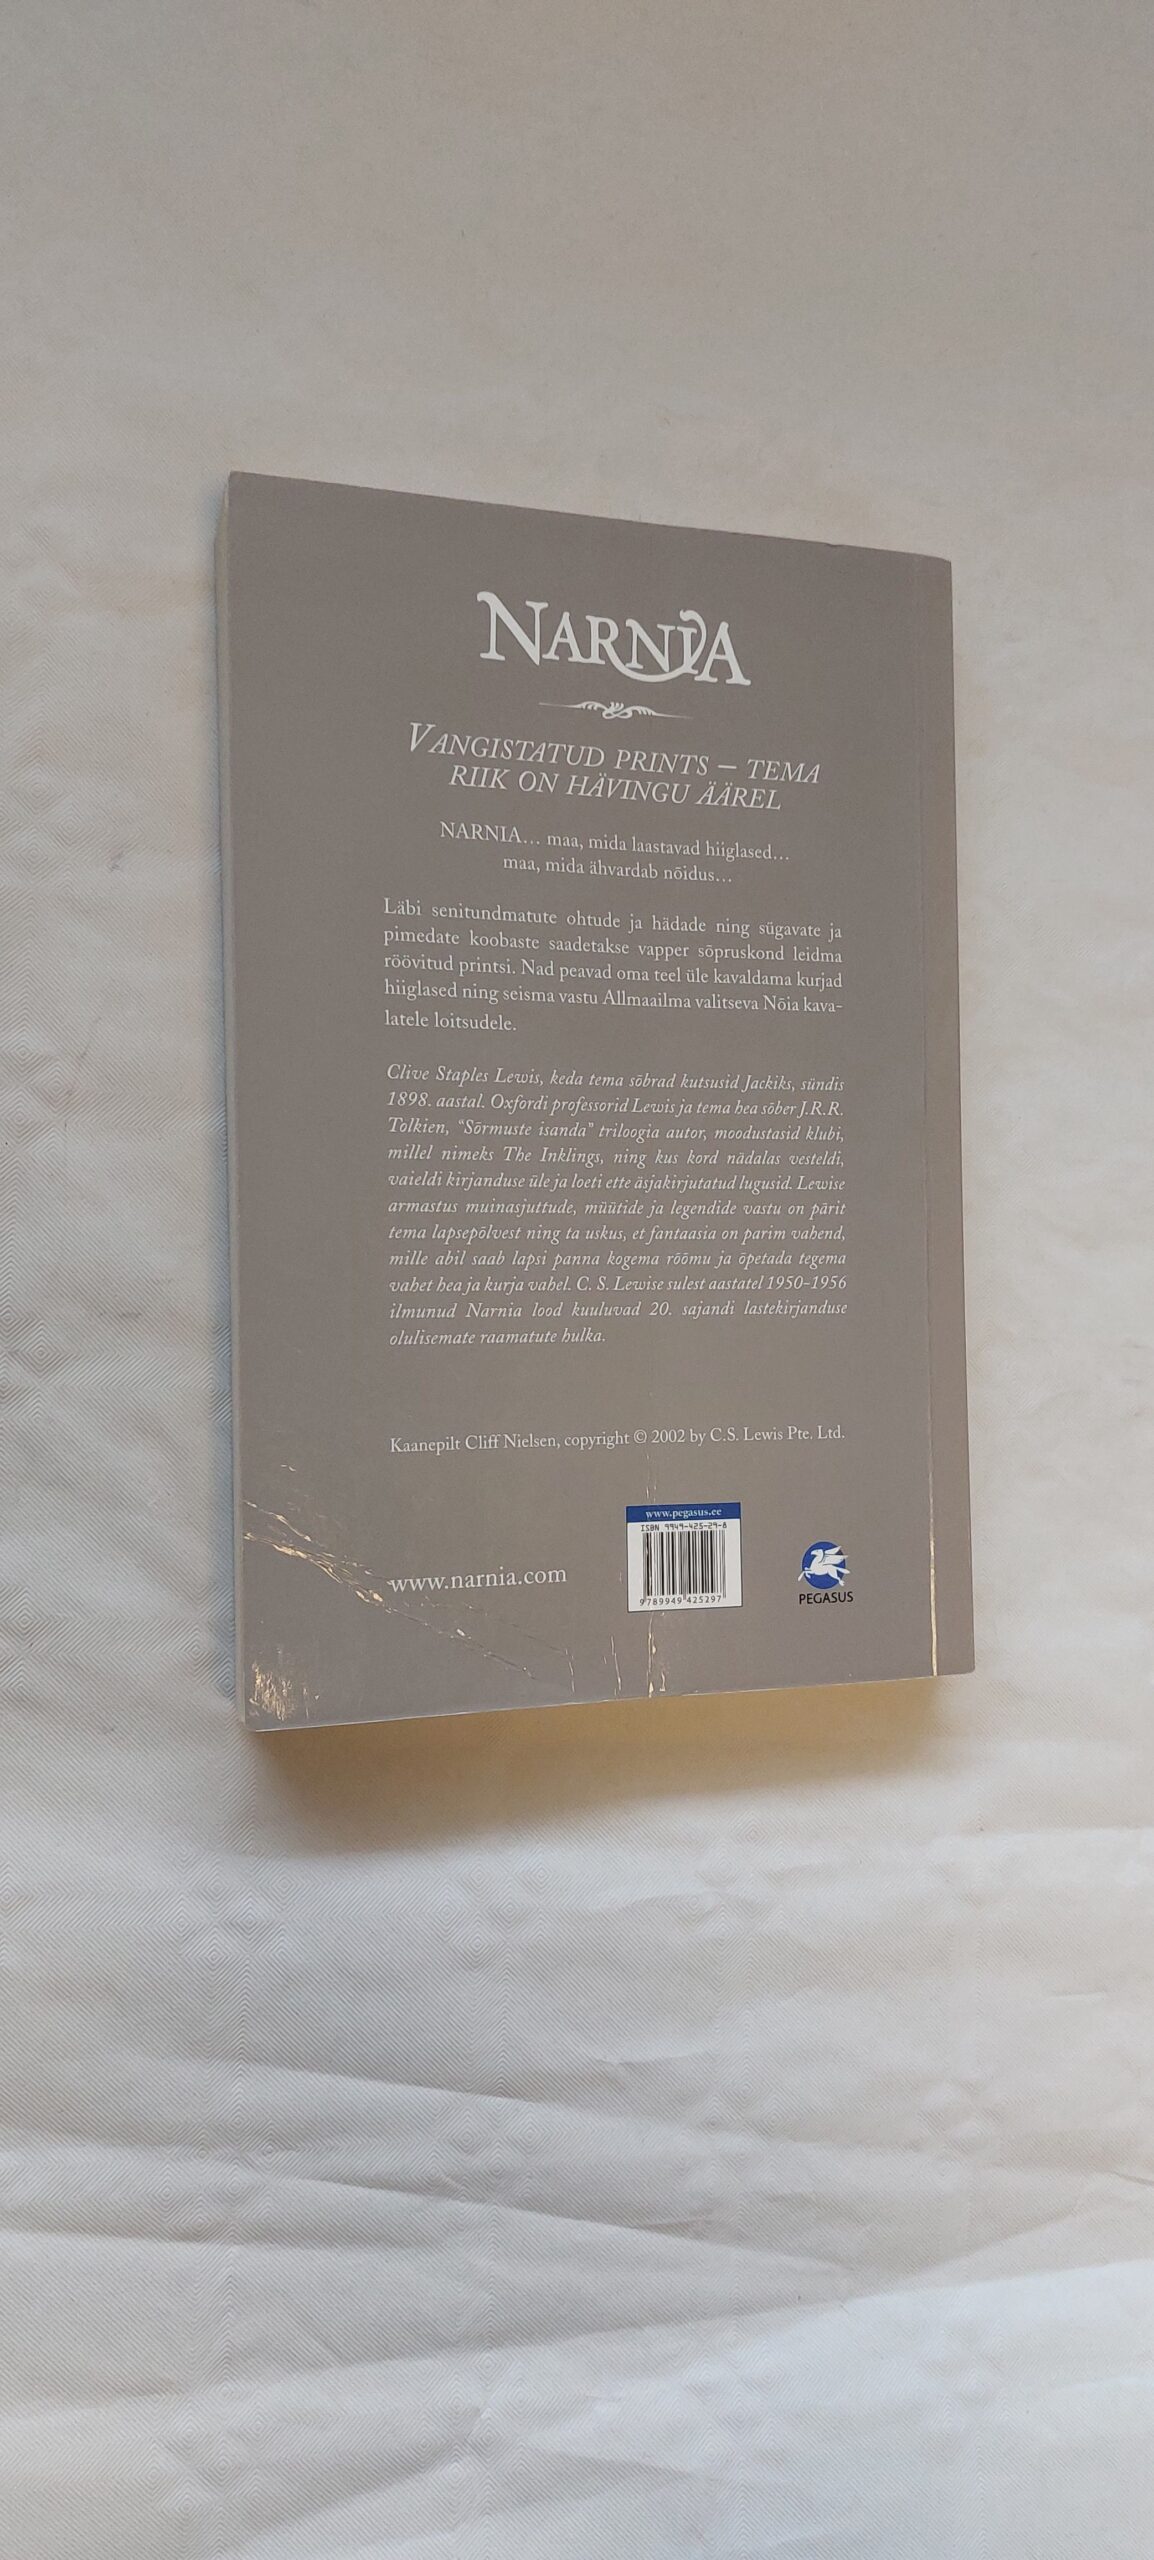 NARNIA
VANGISTATUD PRINTS – TEMA
RIIK ON HÄVINGU ÄÄREL
NARNIA... maa, mida laastavad hiiglased...
maa, mida ähvardab nõidus...
Läbi senitundmatute ohtude ja hädade ning sügavate ja
pimedate koobaste saadetakse vapper sõpruskond leidma
röövitud printsi. Nad peavad oma teel üle kavaldama kurjad
hiiglased ning seisma vastu Allmaailma valitseva Nõia kava-
latele loitsudele.
Clive Staples Lewis, keda tema sõbrad kutsusid Jackiks, sündis
1898. aastal. Oxfordi professorid Lewis ja tema hea sõber J.R.R.
Tolkien, “Sõrmuste isanda” triloogia autor, moodustasid klubi,
millel nimeks The Inklings, ning kus kord nädalas vesteldi,
vaieldi kirjanduse üle ja loeti ette äsjakirjutatud lugusid. Lewise
armastus muinasjuttude, müütide ja legendide vastu on pärit
tema lapsepõlvest ning ta uskus, et fantaasia on parim vahend,
mille abil saab lapsi panna kogema rõõmu ja õpetada tegema
vahet hea ja kurja vahel. C. S. Lewise sulest aastatel 1950-1956
ilmunud Narnia lood kuuluvad 20. sajandi lastekirjanduse
olulisemate raamatute hulka.
Kaanepilt Cliff Nielsen, copyright © 2002 by C.S. Lewis Pte. Ltd.
www.pegasus.ee
ISBN 9949-425-29-8
9789949425297
www.narnia.com
PEGASUS